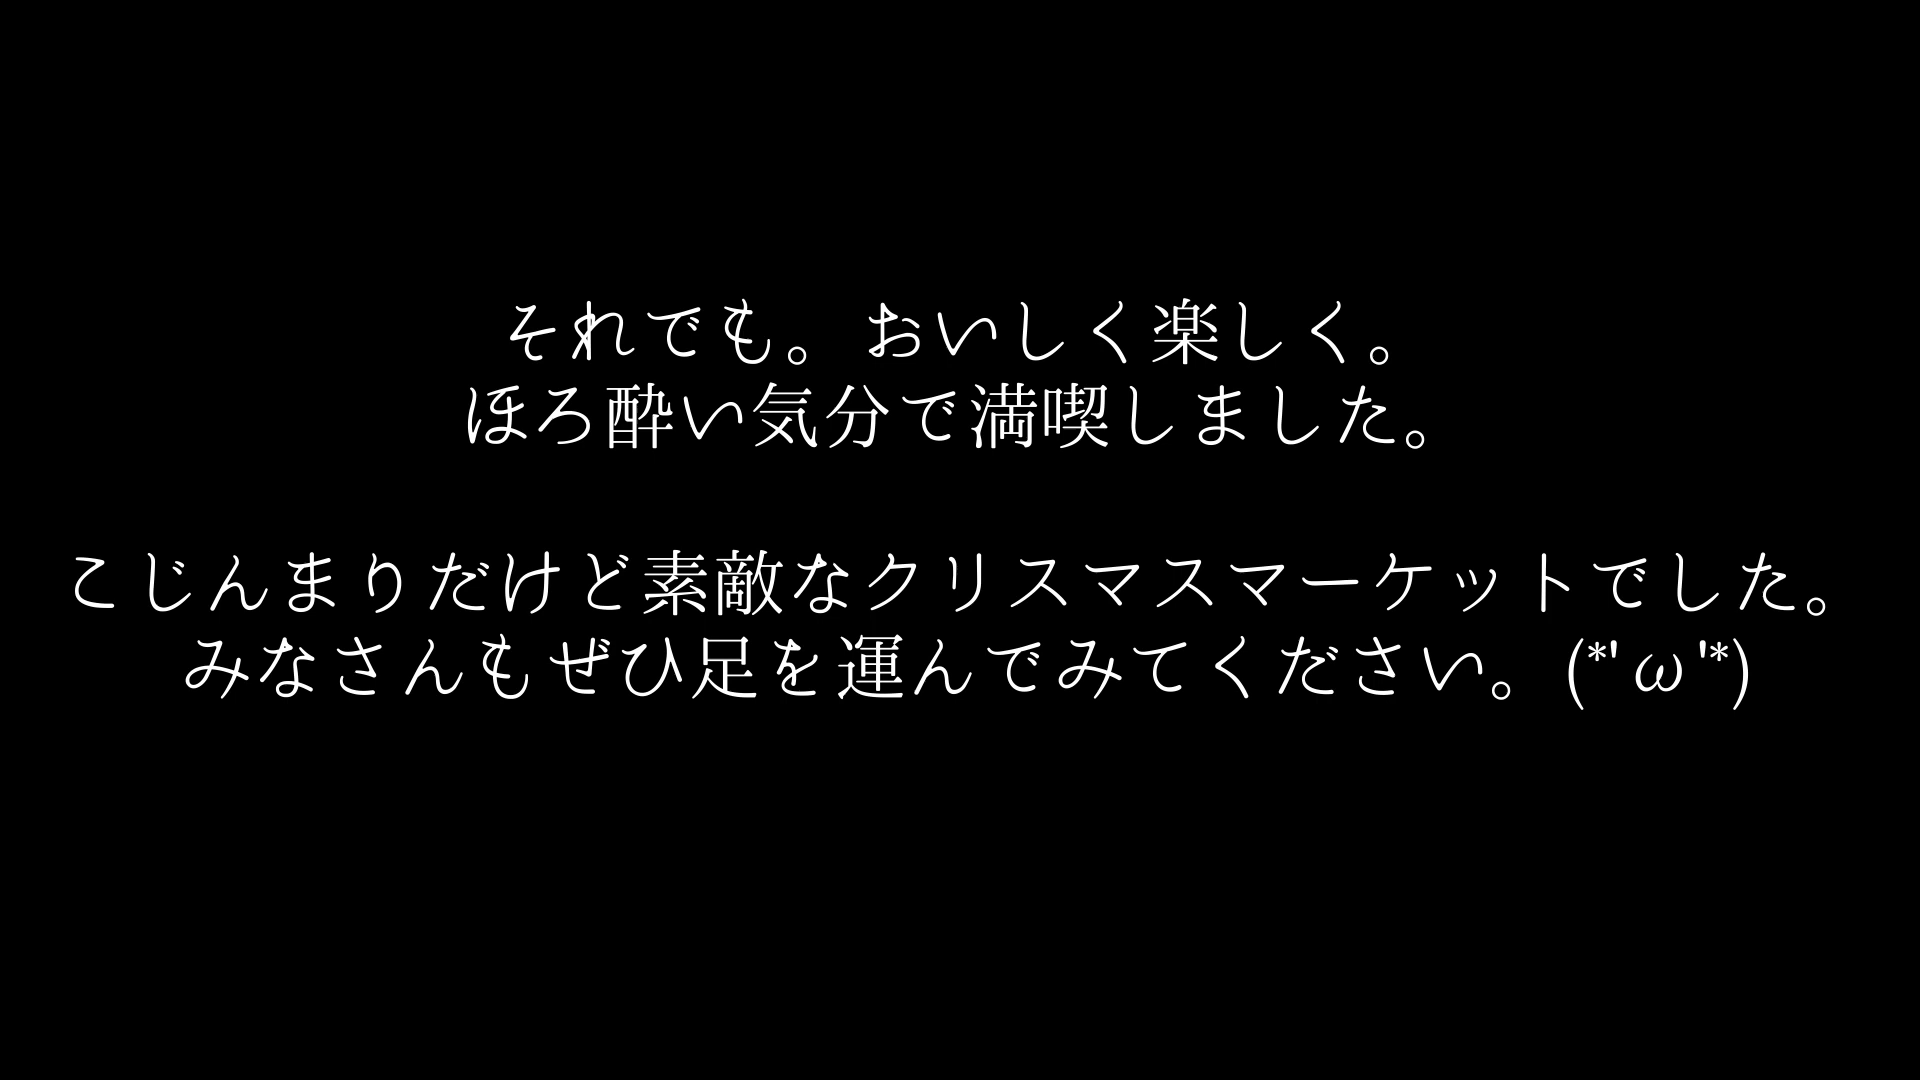 それでも。おいしく楽しく。
ほろ酔い気分で満喫しました。
こじんまりだけど素敵なクリスマスマーケットでした。
みなさんもぜひ足を運んでみてください。(*'ω'*)